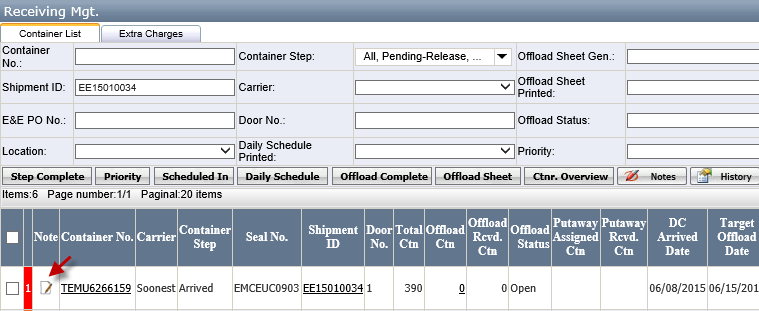 Receiving Mgt.
Container List Extra Charges
Container No.: Container Step: All, Pending-Release, ... Offload Sheet Gen.:
Shipment ID: EE15010034 Carrier: Offload Sheet Printed:
E&E PO No.: Door No.: Offload Status:
Location: Daily Schedule Printed: Priority:
Step Complete Priority Scheduled In Daily Schedule Offload Complete Offload Sheet Ctnr. Overview Notes History
Items:6 Page number:1/1 Paginal:20 items
Note Container No. Carrier Container Step Seal No. Shipment ID Door No. Total Ctn Offload Ctn Offload Rcvd. Ctn Offload Status Putaway Assigned Ctn Putaway Rcvd. Ctn DC Arrived Date Target Offload Date
1 TEMU6266159 Soonest Arrived EMCEUC0903 EE15010034 1 390 0 0 Open 06/08/2015 06/15/201